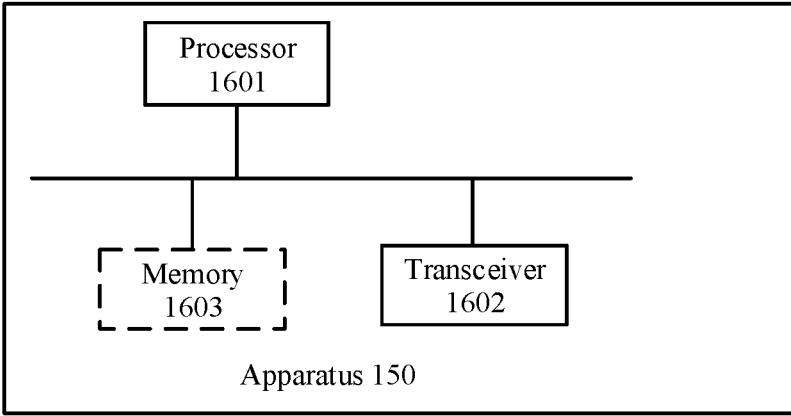 Processor
1601
Memory
1603
Transceiver
1602
Apparatus 150